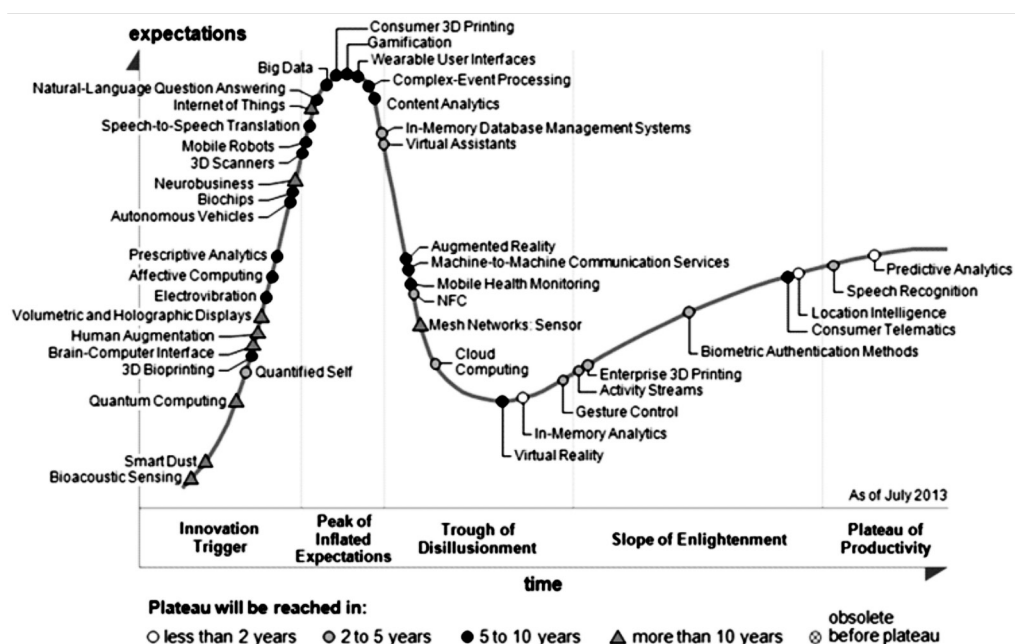 expectations
Consumer 3D Printing
Gamification
Wearable User Interfaces
Big Data
Complex-Event Processing
Natural-Language Question Answering
Internet of Things
Content Analytics
Speech-to-Speech Translation
In-Memory Database Management Systems
Mobile Robots
Virtual Assistants
3D Scanners
Neurobusiness
Biochips
Autonomous Vehicles
Augmented Reality
Prescriptive Analytics
Machine-to-Machine Communication Services
Predictive Analytics
Affective Computing
Mobile Health Monitoring
Speech Recognition
Electrovibration
NFC
Volumetric and Holographic Displays
Location Intelligence
Mesh Networks: Sensor
Consumer Telematics
Human Augmentation
Brain-Computer Interface
Biometric Authentication Methods
Cloud
Computing
3D Bioprinting
Quantified Self
Enterprise 3D Printing
Activity Streams
Quantum Computing
Gesture Control
In-Memory Analytics
Virtual Reality
Smart Dust
Bioacoustic Sensing
As of July 2013
Innovation
Trigger
Peak of
Inflated
Expectations
Trough of
Disillusionment
Slope of Enlightenment
Plateau of
Productivity
time
Plateau will be reached in:
less than 2 years
2 to 5 years
5 to 10 years
more than 10 years
obsolete
before plateau